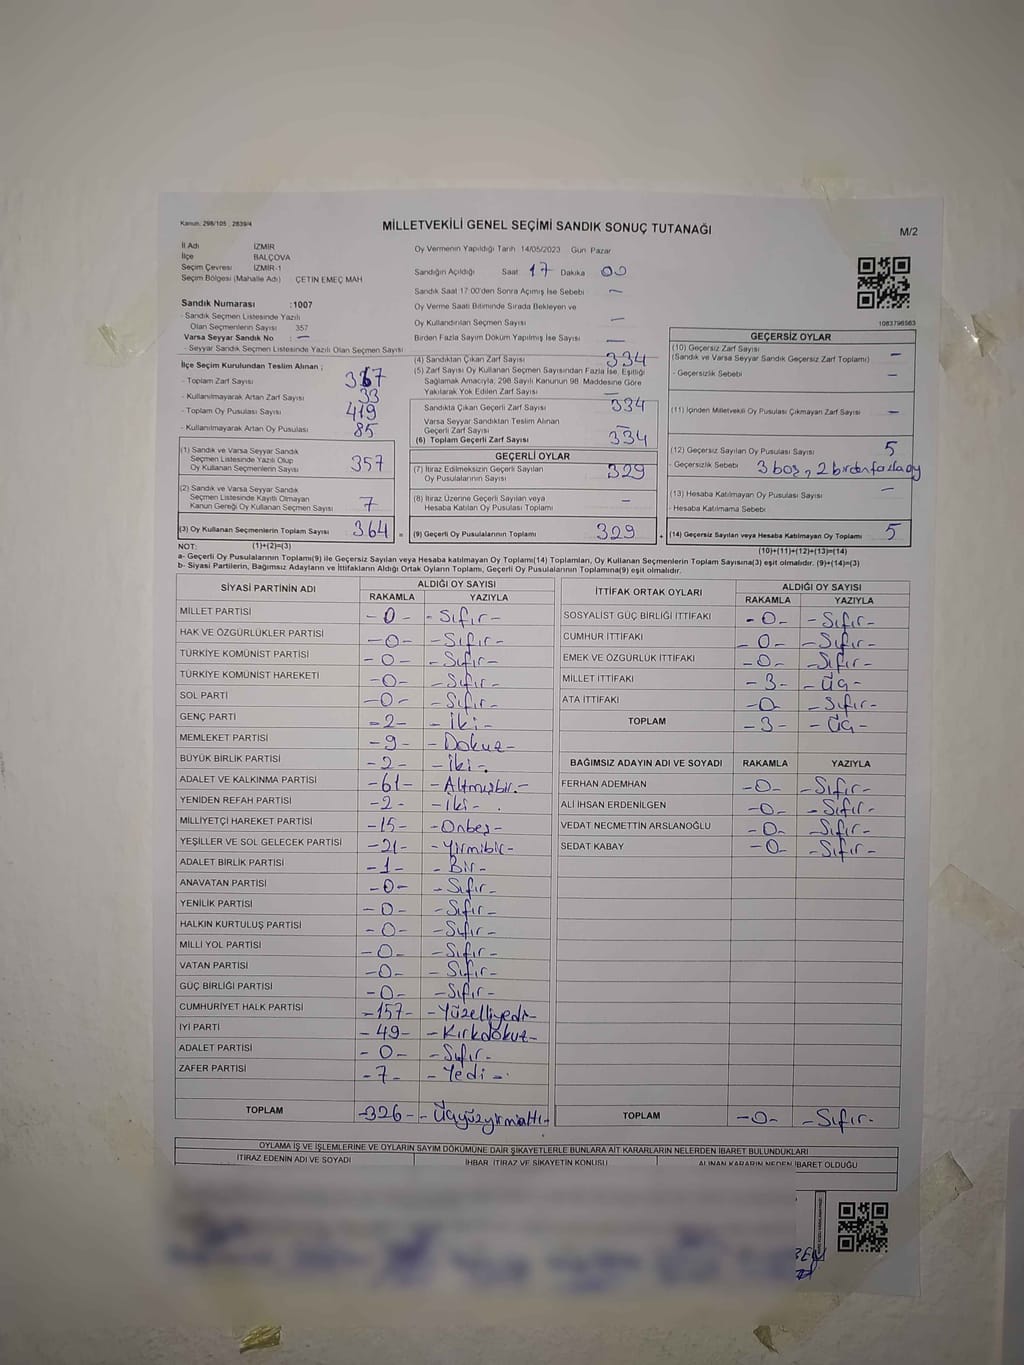 Kanun: 298/105 , 2839/4
MİLLETVEKİLİ GENEL SEÇİMİ SANDIK SONUÇ TUTANAĞI
M/2
İl Adı İZMİR
İlçe BALÇOVA
Seçim Çevresi İZMİR-1
Seçim Bölgesi (Mahalle Adı) : ÇETİN EMEÇ MAH
Sandık Numarası :1007
- Sandık Seçmen Listesinde Yazılı
Olan Seçmenlerin Sayısı 357
Varsa Seyyar Sandık No : —
- Seyyar Sandık Seçmen Listesinde Yazılı Olan Seçmen Sayısı
Oy Vermenin Yapıldığı Tarih 14/05/2023 Gün Pazar
Sandığın Açıldığı Saat 17 Dakika 00
Sandık Saat 17:00'den Sonra Açımış İse Sebebi —
Oy Verme Saati Bitiminde Sırada Bekleyen ve
Oy Kullandırılan Seçmen Sayısı —
Birden Fazla Sayım Döküm Yapılmış İse Sayısı —
1083796563
İlçe Seçim Kurulundan Teslim Alınan ;
- Toplam Zarf Sayısı 367
- Kullanılmayarak Artan Zarf Sayısı 33
- Toplam Oy Pusulası Sayısı 419
- Kullanılmayarak Artan Oy Pusulası 85
(1) Sandık ve Varsa Seyyar Sandık
Seçmen Listesinde Yazılı Olup
Oy Kullanan Seçmenlerin Sayısı 357
(2) Sandık ve Varsa Seyyar Sandık
Seçmen Listesinde Kayıtlı Olmayan
Kanun Gereği Oy Kullanan Seçmen Sayısı 7
(3) Oy Kullanan Seçmenlerin Toplam Sayısı 364 =
(1)+(2)=(3)
(4) Sandıktan Çıkan Zarf Sayısı 334
(5) Zarf Sayısı Oy Kullanan Seçmen Sayısından Fazla İse, Eşitliği
Sağlamak Amacıyla, 298 Sayılı Kanunun 98. Maddesine Göre
Yakılarak Yok Edilen Zarf Sayısı —
Sandıkta Çıkan Geçerli Zarf Sayısı 334
Varsa Seyyar Sandıktan Teslim Alınan
Geçerli Zarf Sayısı —
(6) Toplam Geçerli Zarf Sayısı 334
GEÇERLİ OYLAR
(7) İtiraz Edilmeksizin Geçerli Sayılan
Oy Pusulalarının Sayısı 329
(8) İtiraz Üzerine Geçerli Sayılan veya
Hesaba Katılan Oy Pusulası Toplamı —
(9) Geçerli Oy Pusulalarının Toplamı 329 +
GEÇERSİZ OYLAR
(10) Geçersiz Zarf Sayısı
(Sandık ve Varsa Seyyar Sandık Geçersiz Zarf Toplamı) —
- Geçersizlik Sebebi —
(11) İçinden Milletvekili Oy Pusulası Çıkmayan Zarf Sayısı —
(12) Geçersiz Sayılan Oy Pusulası Sayısı 5
- Geçersizlik Sebebi 3 boş, 2 birden fazla oy
(13) Hesaba Katılmayan Oy Pusulası Sayısı —
- Hesaba Katılmama Sebebi
(14) Geçersiz Sayılan veya Hesaba Katılmayan Oy Toplamı 5
(10)+(11)+(12)+(13)=(14)
NOT:
a- Geçerli Oy Pusulalarının Toplamı(9) ile Geçersiz Sayılan veya Hesaba katılmayan Oy Toplamı(14) Toplamları, Oy Kullanan Seçmenlerin Toplam Sayısına(3) eşit olmalıdır. (9)+(14)=(3)
b- Siyasi Partilerin, Bağımsız Adayların ve İttifakların Aldığı Ortak Oyların Toplamı, Geçerli Oy Pusulalarının Toplamına(9) eşit olmalıdır.
SİYASİ PARTİNİN ADI ALDIĞI OY SAYISI
RAKAMLA YAZIYLA
MİLLET PARTİSİ -0- -Sıfır-
HAK VE ÖZGÜRLÜKLER PARTİSİ -0- -Sıfır-
TÜRKİYE KOMÜNİST PARTİSİ -0- -Sıfır-
TÜRKİYE KOMÜNİST HAREKETİ -0- -Sıfır-
SOL PARTİ -0- -Sıfır-
GENÇ PARTİ -2- -İki-
MEMLEKET PARTİSİ -9- -Dokuz-
BÜYÜK BİRLİK PARTİSİ -2- -İki-
ADALET VE KALKINMA PARTİSİ -61- -Altmışbir-
YENİDEN REFAH PARTİSİ -2- -İki-
MİLLİYETÇİ HAREKET PARTİSİ -15- -Onbeş-
YEŞİLLER VE SOL GELECEK PARTİSİ -21- -Yirmibir-
ADALET BİRLİK PARTİSİ -1- -Bir-
ANAVATAN PARTİSİ -0- -Sıfır-
YENİLİK PARTİSİ -0- -Sıfır-
HALKIN KURTULUŞ PARTİSİ -0- -Sıfır-
MİLLİ YOL PARTİSİ -0- -Sıfır-
VATAN PARTİSİ -0- -Sıfır-
GÜÇ BİRLİĞİ PARTİSİ -0- -Sıfır-
CUMHURİYET HALK PARTİSİ -157- -Yüzelliyedi-
İYİ PARTİ -49- -Kırkdokuz-
ADALET PARTİSİ -0- -Sıfır-
ZAFER PARTİSİ -7- -Yedi-
TOPLAM -326- -Üçyüzyirmialtı-
İTTİFAK ORTAK OYLARI ALDIĞI OY SAYISI
RAKAMLA YAZIYLA
SOSYALİST GÜÇ BİRLİĞİ İTTİFAKI -0- -Sıfır-
CUMHUR İTTİFAKI -0- -Sıfır-
EMEK VE ÖZGÜRLÜK İTTİFAKI -0- -Sıfır-
MİLLET İTTİFAKI -3- -Üç-
ATA İTTİFAKI -0- -Sıfır-
TOPLAM -3- -Üç-
BAĞIMSIZ ADAYIN ADI VE SOYADI RAKAMLA YAZIYLA
FERHAN ADEMHAN -0- -Sıfır-
ALİ İHSAN ERDENİLGEN -0- -Sıfır-
VEDAT NECMETTİN ARSLANOĞLU -0- -Sıfır-
SEDAT KABAY -0- -Sıfır-
TOPLAM -0- -Sıfır-
OYLAMA İŞ VE İŞLEMLERİNE VE OYLARIN SAYIM DÖKÜMÜNE DAİR ŞİKAYETLERLE BUNLARA AİT KARARLARIN NELERDEN İBARET BULUNDUKLARI
İTİRAZ EDENİN ADI VE SOYADI İHBAR, İTİRAZ VE ŞİKAYETİN KONUSU ALINAN KARARIN NEDEN İBARET OLDUĞU